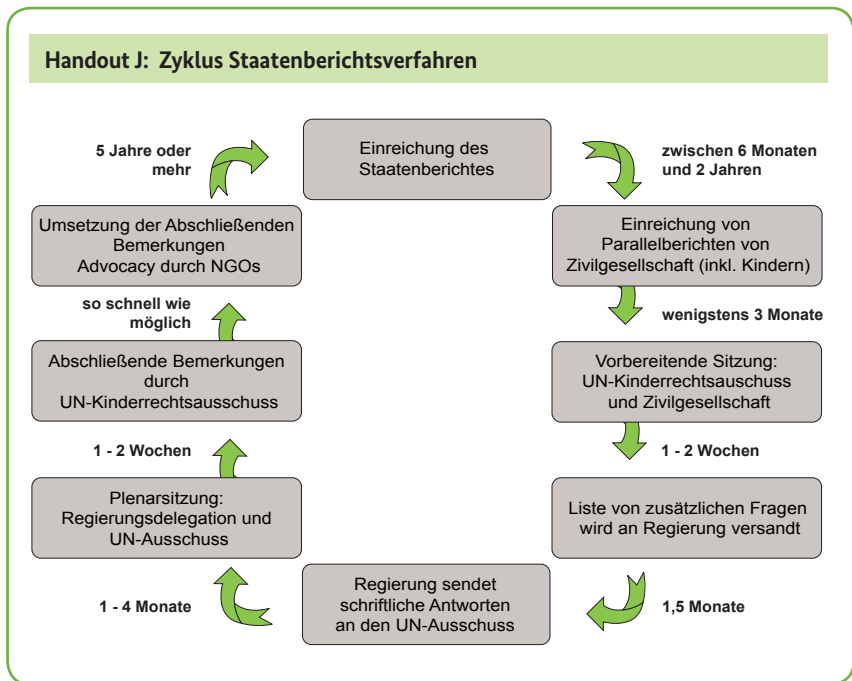 Handout J: Zyklus Staatenberichtsverfahren
Einreichung des
Staatenberichtes
zwischen 6 Monaten
und 2 Jahren
Einreichung von
Parallelberichten von
Zivilgesellschaft (inkl. Kindern)
wenigstens 3 Monate
Vorbereitende Sitzung:
UN-Kinderrechtsauschuss
und Zivilgesellschaft
1 - 2 Wochen
Liste von zusätzlichen Fragen
wird an Regierung versandt
1,5 Monate
Regierung sendet
schriftliche Antworten
an den UN-Ausschuss
1 - 4 Monate
Plenarsitzung:
Regierungsdelegation und
UN-Ausschuss
1 - 2 Wochen
Abschließende Bemerkungen
durch
UN-Kinderrechtsausschuss
so schnell wie
möglich
Umsetzung der Abschließenden
Bemerkungen
Advocacy durch NGOs
5 Jahre oder
mehr